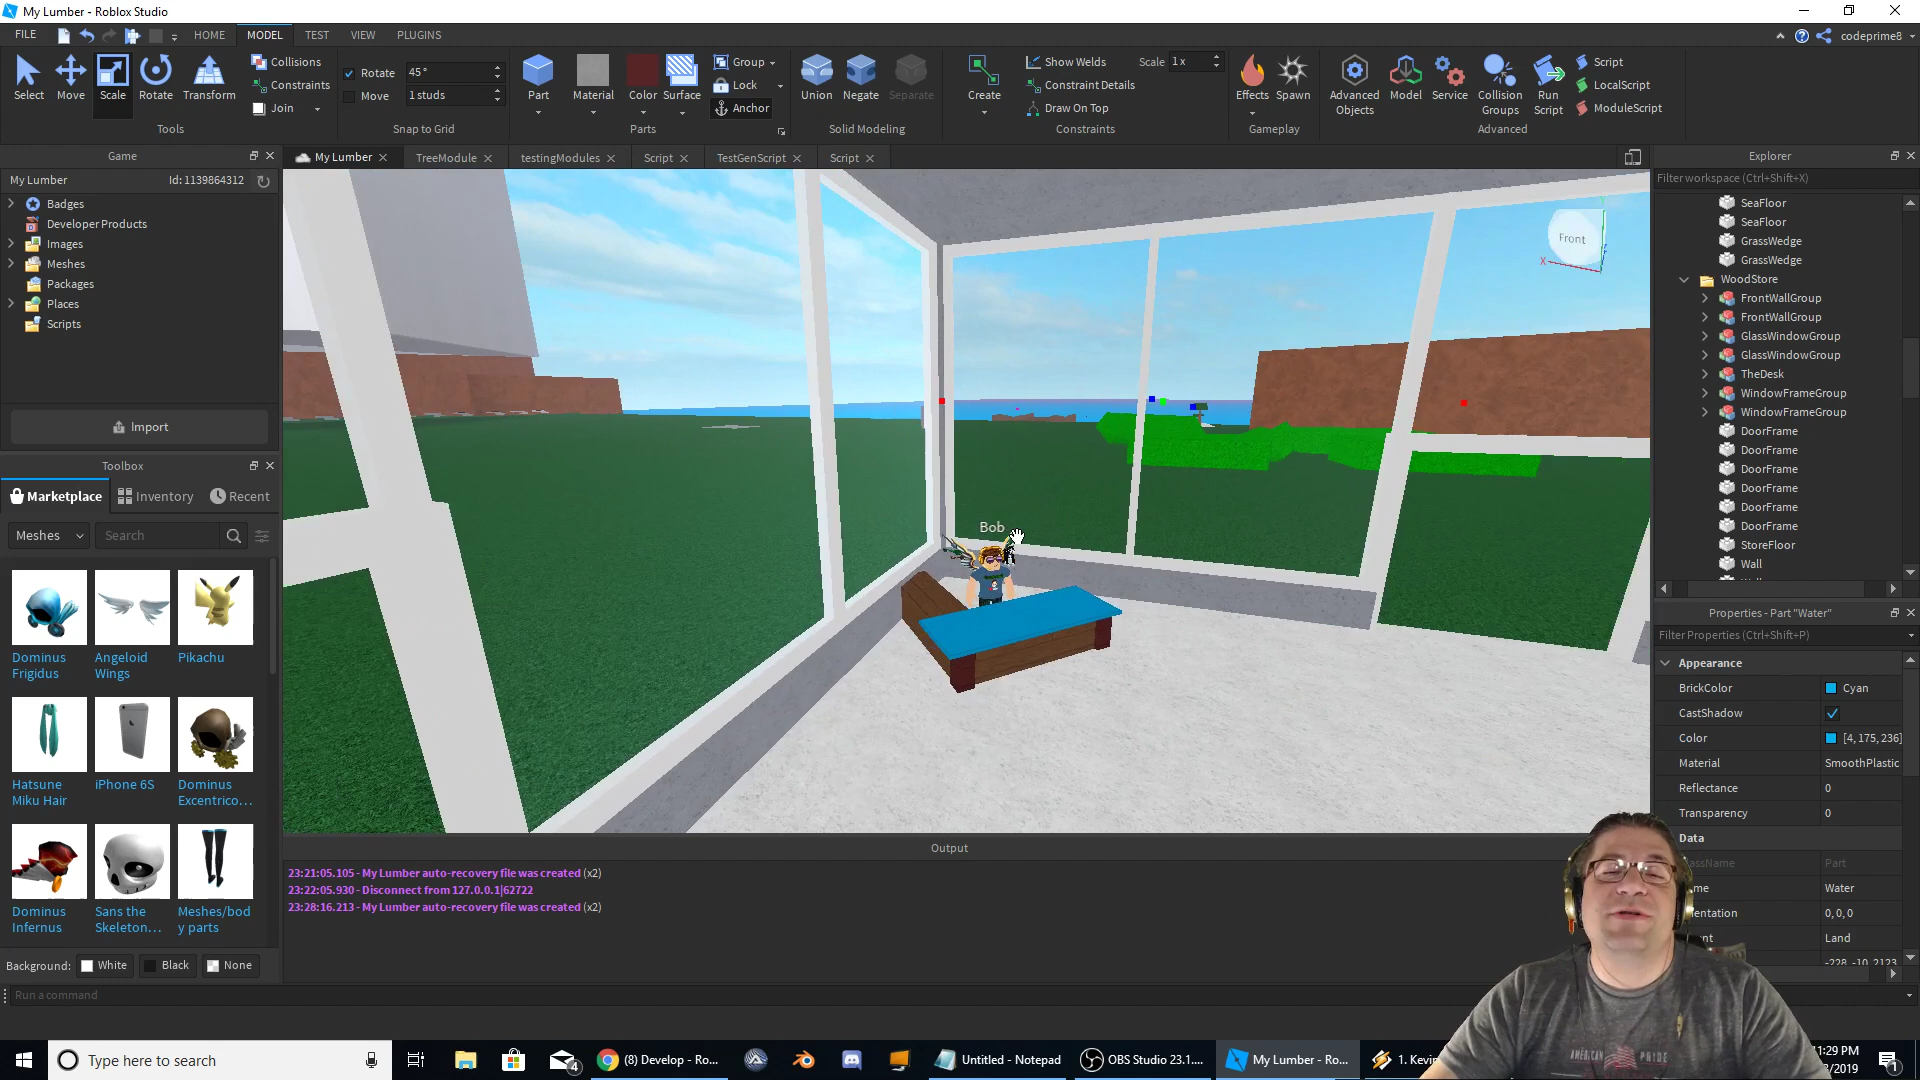 My Lumber - Roblox Studio
FILE
HOME
MODEL
TEST
VIEW
PLUGINS
codeprime8
Select
Move
Scale
Rotate
Transform
Collisions
Constraints
Join
Tools
Rotate
45°
Move
1 studs
Snap to Grid
Part
Material
Color
Surface
Group
Lock
Anchor
Parts
Union
Negate
Separate
Solid Modeling
Create
Show Welds
Constraint Details
Draw On Top
Scale
1 x
Constraints
Effects
Spawn
Gameplay
Advanced Objects
Model
Service
Collision Groups
Run Script
Script
LocalScript
ModuleScript
Advanced
Game
My Lumber
Id: 1139864312
Badges
Developer Products
Images
Meshes
Packages
Places
Scripts
Import
Toolbox
Marketplace
Inventory
Recent
Meshes
Search
Dominus Frigidus
Angeloid Wings
Pikachu
Hatsune Miku Hair
iPhone 6S
Dominus Excentrico...
Dominus Infernus
Sans the Skeleton...
Meshes/body parts
Background:
White
Black
None
Run a command
My Lumber
TreeModule
testingModules
Script
TestGenScript
Script
Front
X
Bob
Output
23:21:05.105 - My Lumber auto-recovery file was created (x2)
23:22:05.930 - Disconnect from 127.0.0.1|62722
23:28:16.213 - My Lumber auto-recovery file was created (x2)
Explorer
Filter workspace (Ctrl+Shift+X)
SeaFloor
SeaFloor
GrassWedge
GrassWedge
WoodStore
FrontWallGroup
FrontWallGroup
GlassWindowGroup
GlassWindowGroup
TheDesk
WindowFrameGroup
WindowFrameGroup
DoorFrame
DoorFrame
DoorFrame
DoorFrame
DoorFrame
DoorFrame
StoreFloor
Wall
Properties - Part "Water"
Filter Properties (Ctrl+Shift+P)
Appearance
BrickColor
Cyan
CastShadow
Color
[4, 175, 236]
Material
SmoothPlastic
Reflectance
0
Transparency
0
Data
Part
Water
0, 0, 0
Land
AMERICAN PRIDE
Type here to search
4
(8) Develop - Ro...
Untitled - Notepad
OBS Studio 23.1....
My Lumber - Ro...
1. Kevi
11:29 PM
1